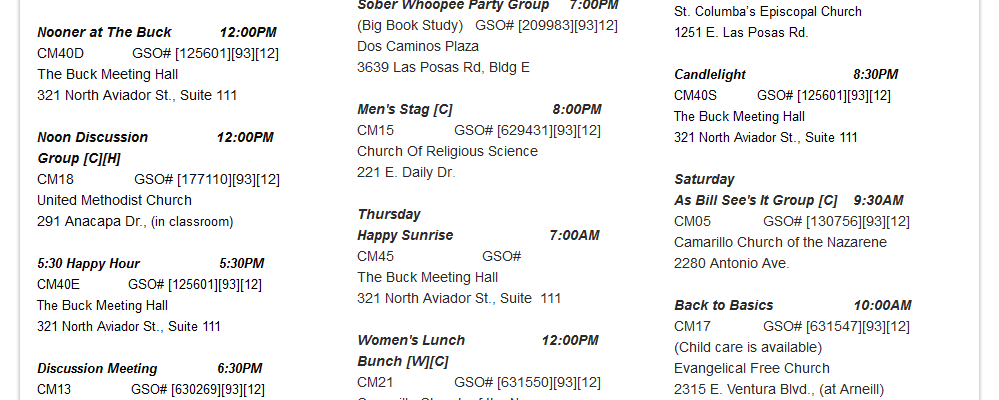 Nooner at The Buck 12:00PM
CM40D GSO# [125601][93][12]
The Buck Meeting Hall
321 North Aviador St., Suite 111
Noon Discussion 12:00PM
Group [C][H]
CM18 GSO# [177110][93][12]
United Methodist Church
291 Anacapa Dr., (in classroom)
5:30 Happy Hour 5:30PM
CM40E GSO# [125601][93][12]
The Buck Meeting Hall
321 North Aviador St., Suite 111
Discussion Meeting 6:30PM
CM13 GSO# [630269][93][12]
Sober Whoopee Party Group 7:00PM
(Big Book Study) GSO# [209983][93][12]
Dos Caminos Plaza
3639 Las Posas Rd, Bldg E
Men's Stag [C] 8:00PM
CM15 GSO# [629431][93][12]
Church Of Religious Science
221 E. Daily Dr.
Thursday
Happy Sunrise 7:00AM
CM45 GSO#
The Buck Meeting Hall
321 North Aviador St., Suite 111
Women's Lunch 12:00PM
Bunch [W][C]
CM21 GSO# [631550][93][12]
St. Columba's Episcopal Church
1251 E. Las Posas Rd.
Candlelight 8:30PM
CM40S GSO# [125601][93][12]
The Buck Meeting Hall
321 North Aviador St., Suite 111
Saturday
As Bill See's It Group [C] 9:30AM
CM05 GSO# [130756][93][12]
Camarillo Church of the Nazarene
2280 Antonio Ave.
Back to Basics 10:00AM
CM17 GSO# [631547][93][12]
(Child care is available)
Evangelical Free Church
2315 E. Ventura Blvd., (at Arneill)